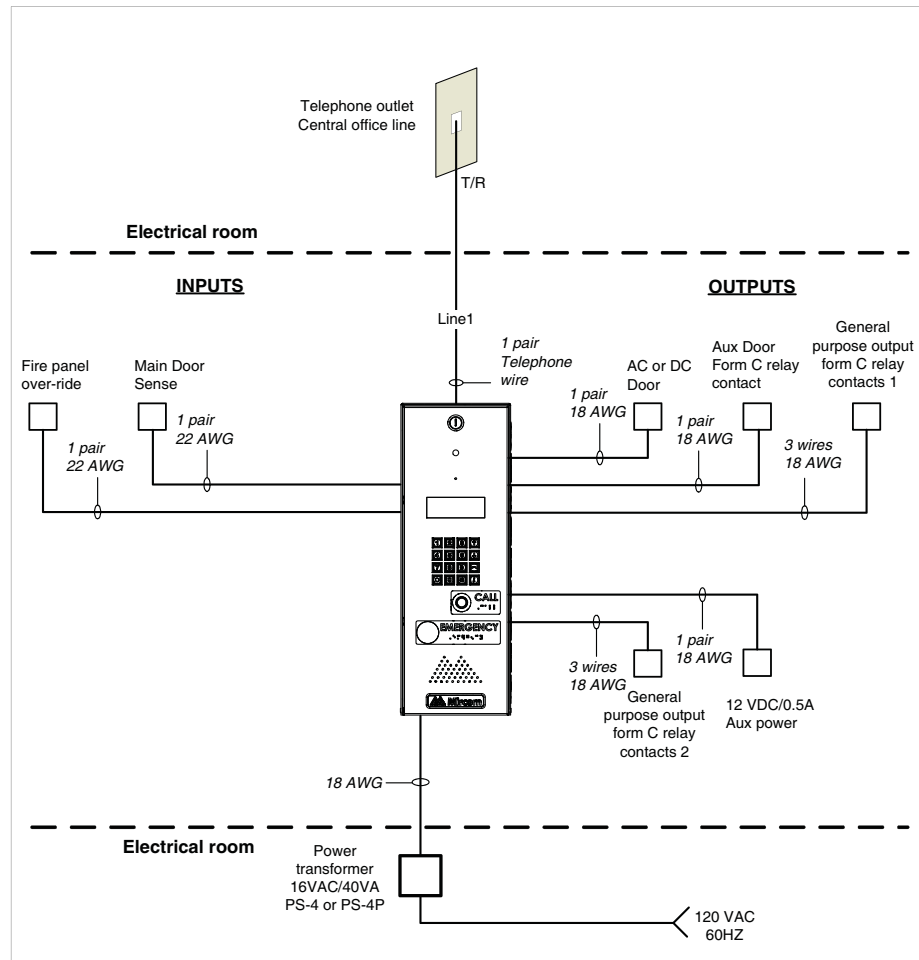 Telephone outlet
Central office line
T/R
Electrical room
INPUTS
OUTPUTS
Line1
1 pair
Telephone
wire
Fire panel
over-ride
Main Door
Sense
AC or DC
Door
Aux Door
Form C relay
contact
General
purpose output
form C relay
contacts 1
1 pair
22 AWG
1 pair
22 AWG
1 pair
18 AWG
1 pair
18 AWG
3 wires
18 AWG
CALL
EMERGENCY
Mircom
3 wires
18 AWG
1 pair
18 AWG
General
purpose output
form C relay
contacts 2
12 VDC/0.5A
Aux power
18 AWG
Electrical room
Power
transformer
16VAC/40VA
PS-4 or PS-4P
120 VAC
60HZ